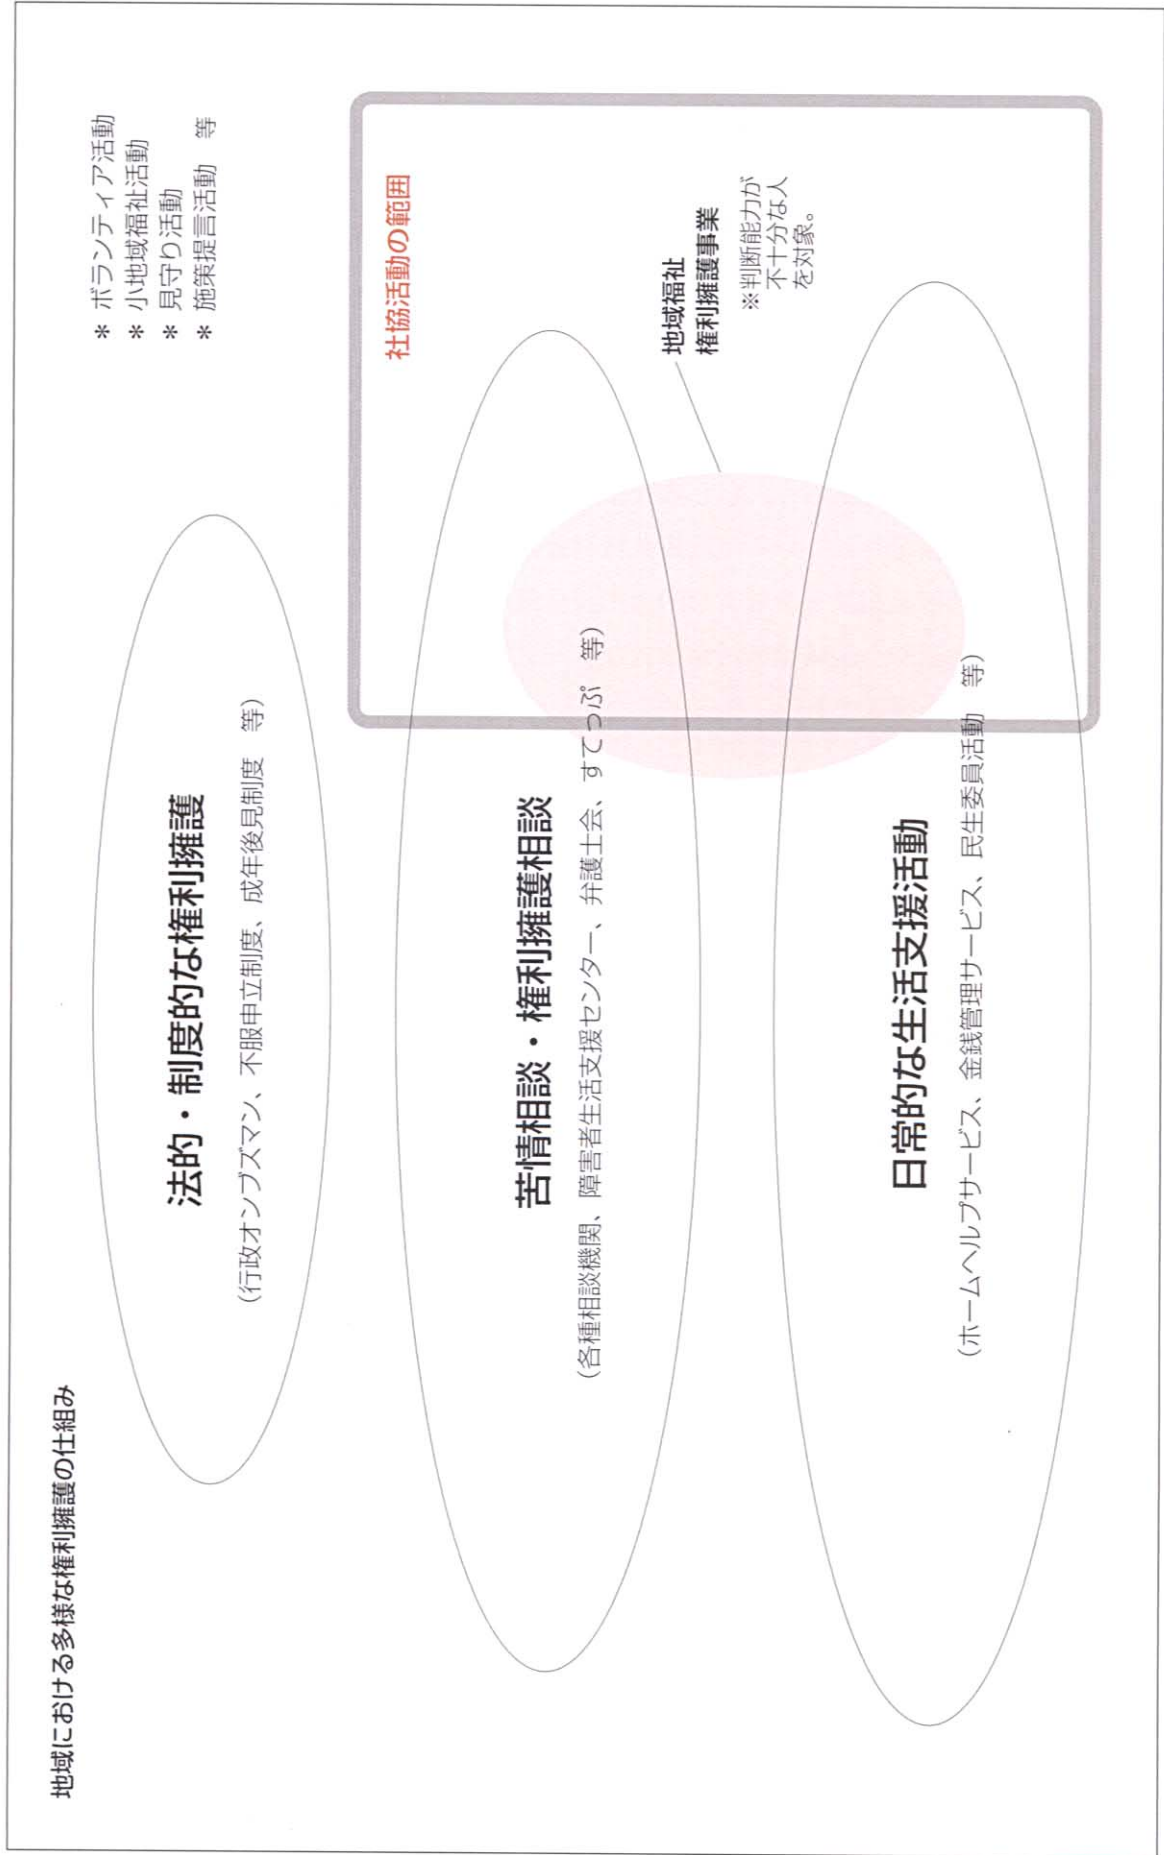 地域における多様な権利擁護の仕組み
＊ ボランティア活動
＊ 小地域福祉活動
＊ 見守り活動
＊ 施策提言活動　等
法的・制度的な権利擁護
（行政オンブズマン、不服申立制度、成年後見制度　等）
社協活動の範囲
苦情相談・権利擁護相談
（各種相談機関、障害者生活支援センター、弁護士会、すてっぷ　等）
地域福祉
権利擁護事業
※判断能力が
不十分な人
を対象。
日常的な生活支援活動
（ホームヘルプサービス、金銭管理サービス、民生委員活動　等）